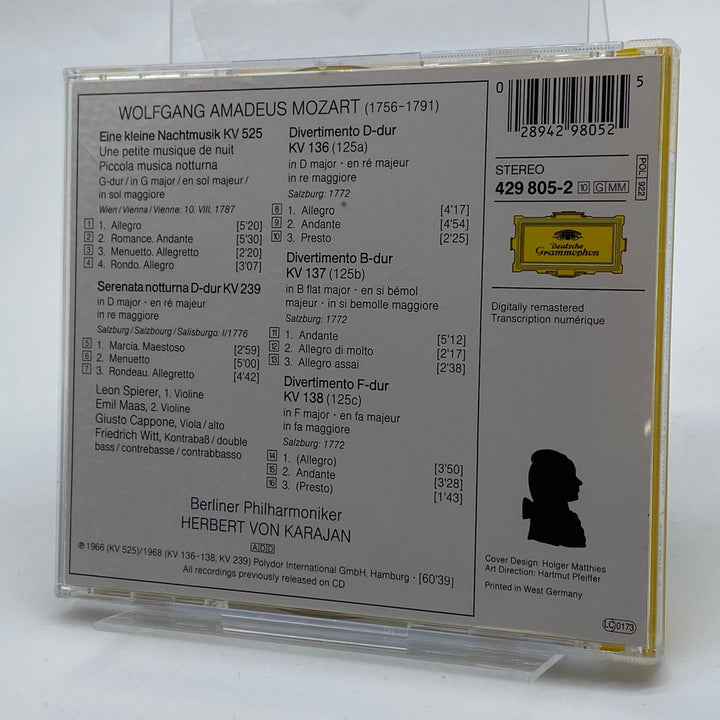 WOLFGANG AMADEUS MOZART (1756–1791)
Eine kleine Nachtmusik KV 525
Une petite musique de nuit
Piccola musica notturna
G-dur / in G major / en sol majeur /
in sol maggiore
Wien / Vienna / Vienne: 10. VIII. 1787
1 1. Allegro [5'20]
2 2. Romance. Andante [5'30]
3 3. Menuetto. Allegretto [2'20]
4 4. Rondo. Allegro [3'07]
Serenata notturna D-dur KV 239
in D major · en ré majeur
in re maggiore
Salzburg / Salzbourg / Salisburgo: I/1776
5 1. Marcia. Maestoso [2'59]
6 2. Menuetto [5'00]
7 3. Rondeau. Allegretto [4'42]
Leon Spierer, 1. Violine
Emil Maas, 2. Violine
Giusto Cappone, Viola / alto
Friedrich Witt, Kontrabaß / double
bass / contrebasse / contrabbasso
Divertimento D-dur
KV 136 (125a)
in D major · en ré majeur
in re maggiore
Salzburg: 1772
8 1. Allegro [4'17]
9 2. Andante [4'54]
10 3. Presto [2'25]
Divertimento B-dur
KV 137 (125b)
in B flat major · en si bémol
majeur · in si bemolle maggiore
Salzburg: 1772
11 1. Andante [5'12]
12 2. Allegro di molto [2'17]
13 3. Allegro assai [2'38]
Divertimento F-dur
KV 138 (125c)
in F major · en fa majeur
in fa maggiore
Salzburg: 1772
14 1. (Allegro) [3'50]
15 2. Andante [3'28]
16 3. (Presto) [1'43]
Berliner Philharmoniker
HERBERT VON KARAJAN
ADD
℗ 1966 (KV 525)/1968 (KV 136–138, KV 239) Polydor International GmbH, Hamburg · [60'39]
All recordings previously released on CD
0 28942 98052 5
STEREO
429 805-2 10 G MM
POL 922
Deutsche
Grammophon
Digitally remastered
Transcription numérique
Cover Design: Holger Matthies
Art Direction: Hartmut Pfeiffer
Printed in West Germany
LC 0173